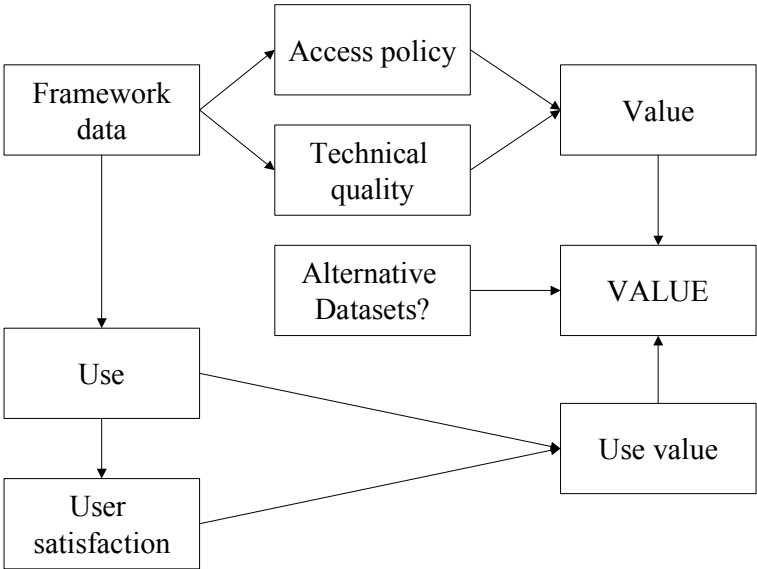 Access policy
Framework
data
Value
Technical
quality
Alternative
Datasets?
VALUE
Use
Use value
User
satisfaction